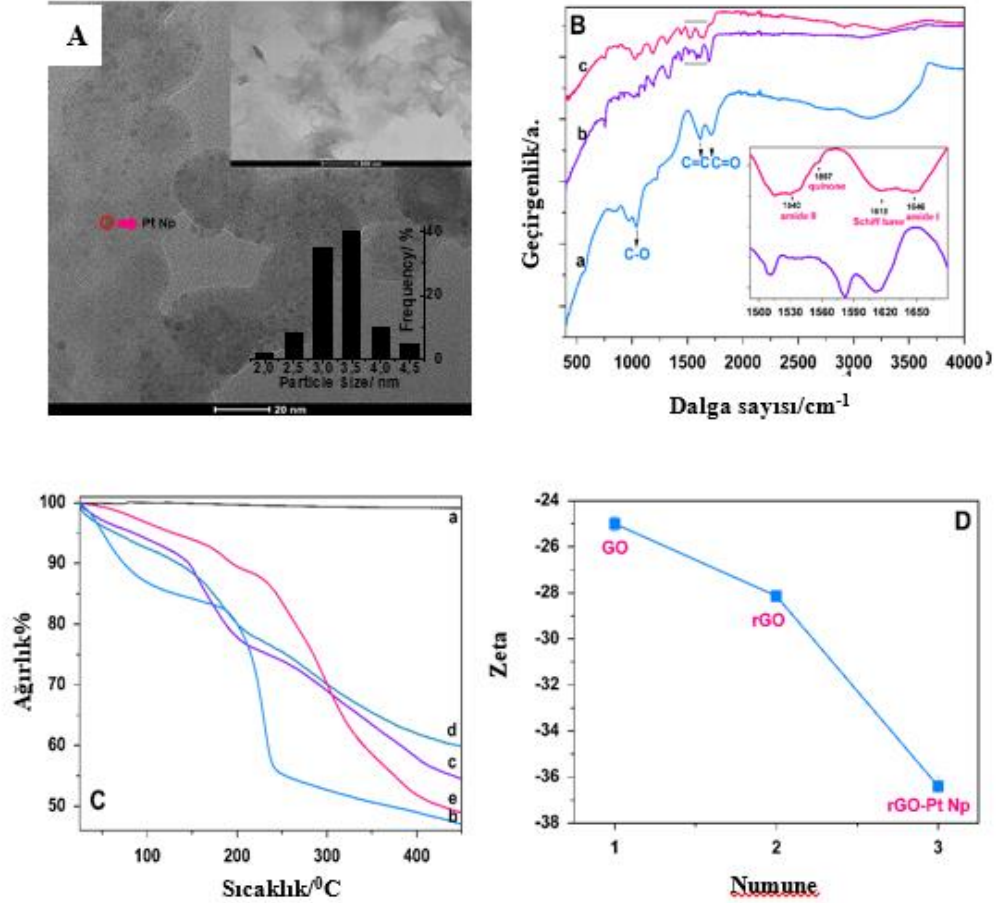 A
Pt Np
40
20
0
Frequency/ %
2,0 2,5 3,0 3,5 4,0 4,5
Particle Size/ nm
20 nm
B
c
b
a
C=C C=O
C-O
1567
quinone
1540
amide II
1610
Schiff base
1646
amide I
1500 1530 1560 1590 1620 1650
500 1000 1500 2000 2500 3000 3500 4000
Geçirgenlik/a.
Dalga sayısı/cm-1
100
90
80
70
60
50
a
d
c
e
b
C
100 200 300 400
Ağırlık%
Sıcaklık/0C
-24
-26
-28
-30
-32
-34
-36
-38
D
GO
rGO
rGO-Pt Np
1 2 3
Zeta
Numune